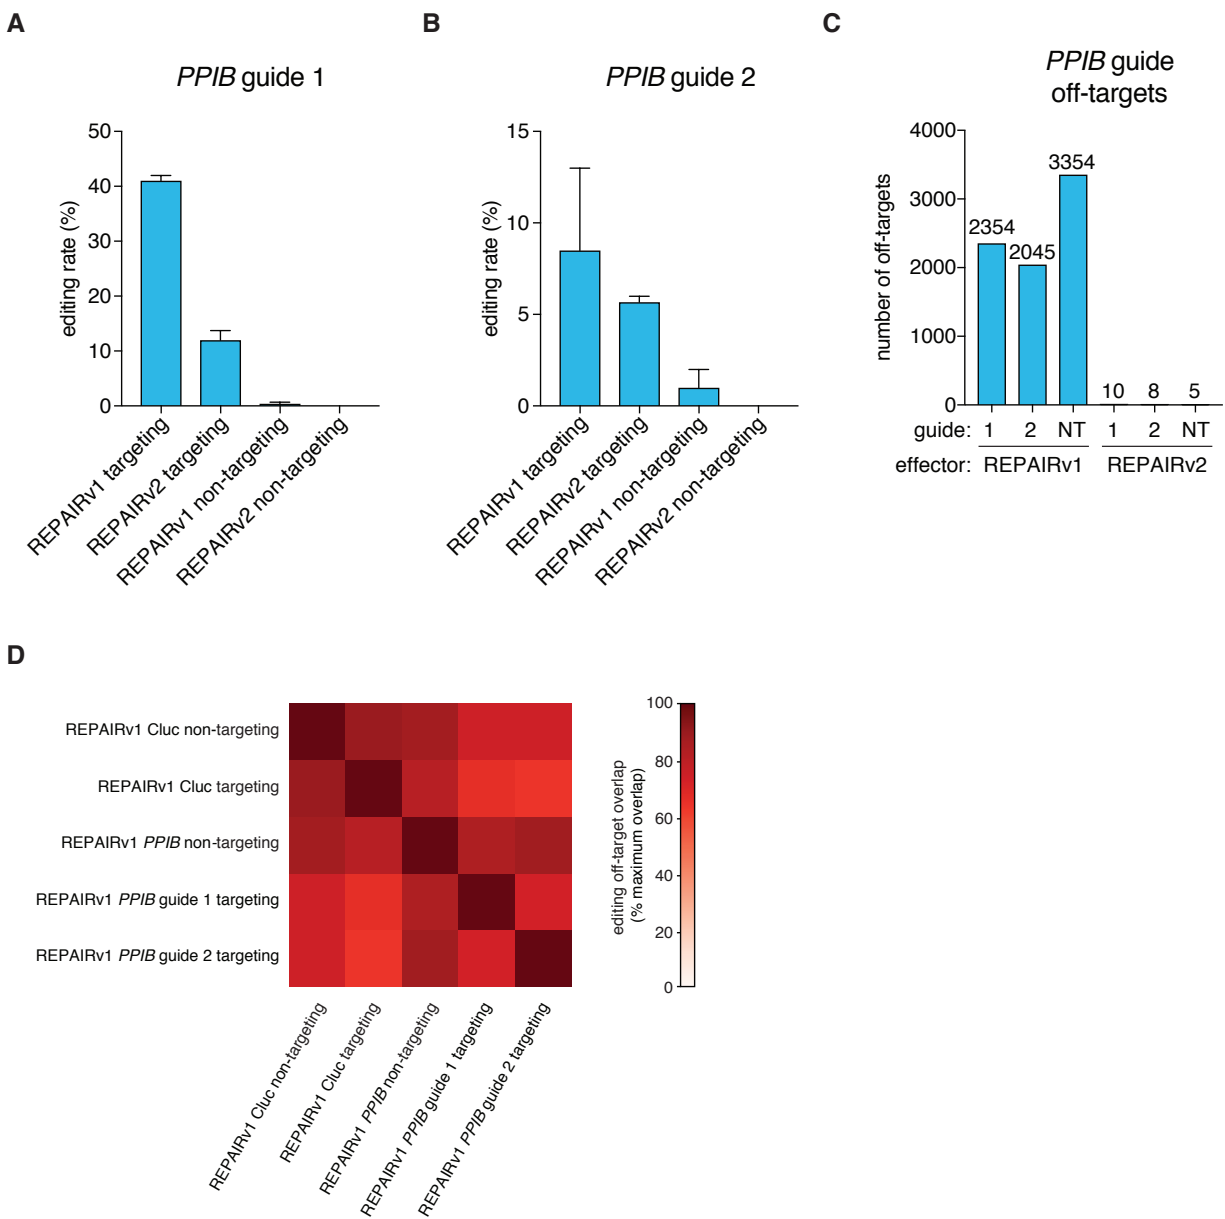 A
PPIB guide 1
editing rate (%)
50
40
30
20
10
0
REPAIRv1 targeting
REPAIRv2 targeting
REPAIRv1 non-targeting
REPAIRv2 non-targeting
B
PPIB guide 2
editing rate (%)
15
10
5
0
REPAIRv1 targeting
REPAIRv2 targeting
REPAIRv1 non-targeting
REPAIRv2 non-targeting
C
PPIB guide
off-targets
number of off-targets
4000
3000
2000
1000
0
2354
2045
3354
10
8
5
guide: 1 2 NT 1 2 NT
effector: REPAIRv1 REPAIRv2
D
REPAIRv1 Cluc non-targeting
REPAIRv1 Cluc targeting
REPAIRv1 PPIB non-targeting
REPAIRv1 PPIB guide 1 targeting
REPAIRv1 PPIB guide 2 targeting
REPAIRv1 Cluc non-targeting
REPAIRv1 Cluc targeting
REPAIRv1 PPIB non-targeting
REPAIRv1 PPIB guide 1 targeting
REPAIRv1 PPIB guide 2 targeting
editing off-target overlap
(% maximum overlap)
100
80
60
40
20
0